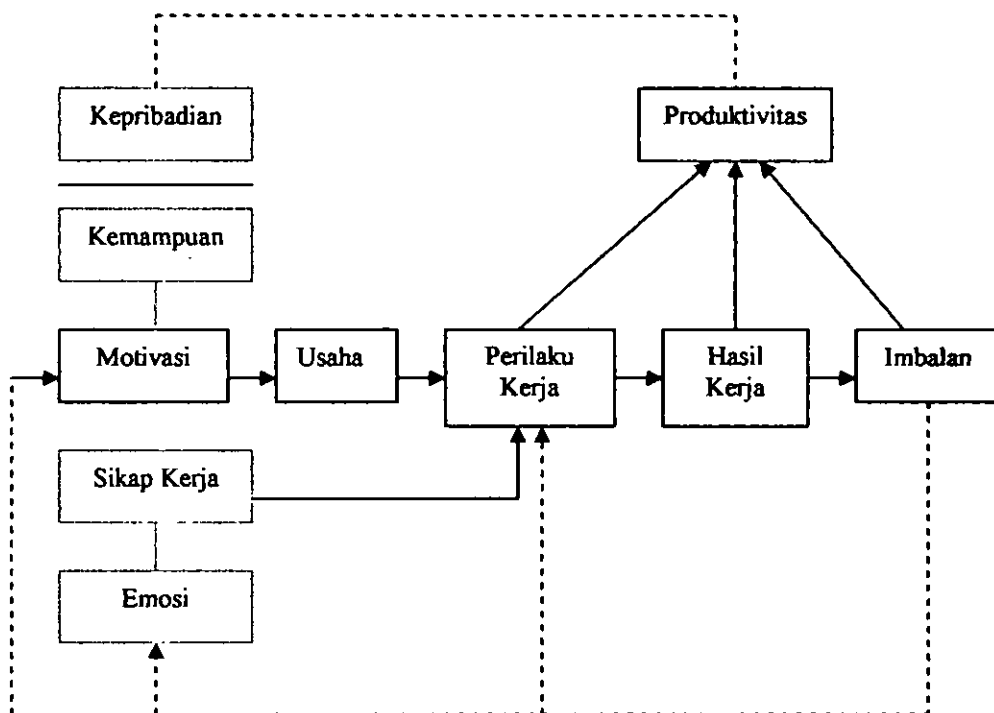 Kepribadian
Produktivitas
Kemampuan
Motivasi
Usaha
Perilaku
Kerja
Hasil
Kerja
Imbalan
Sikap Kerja
Emosi